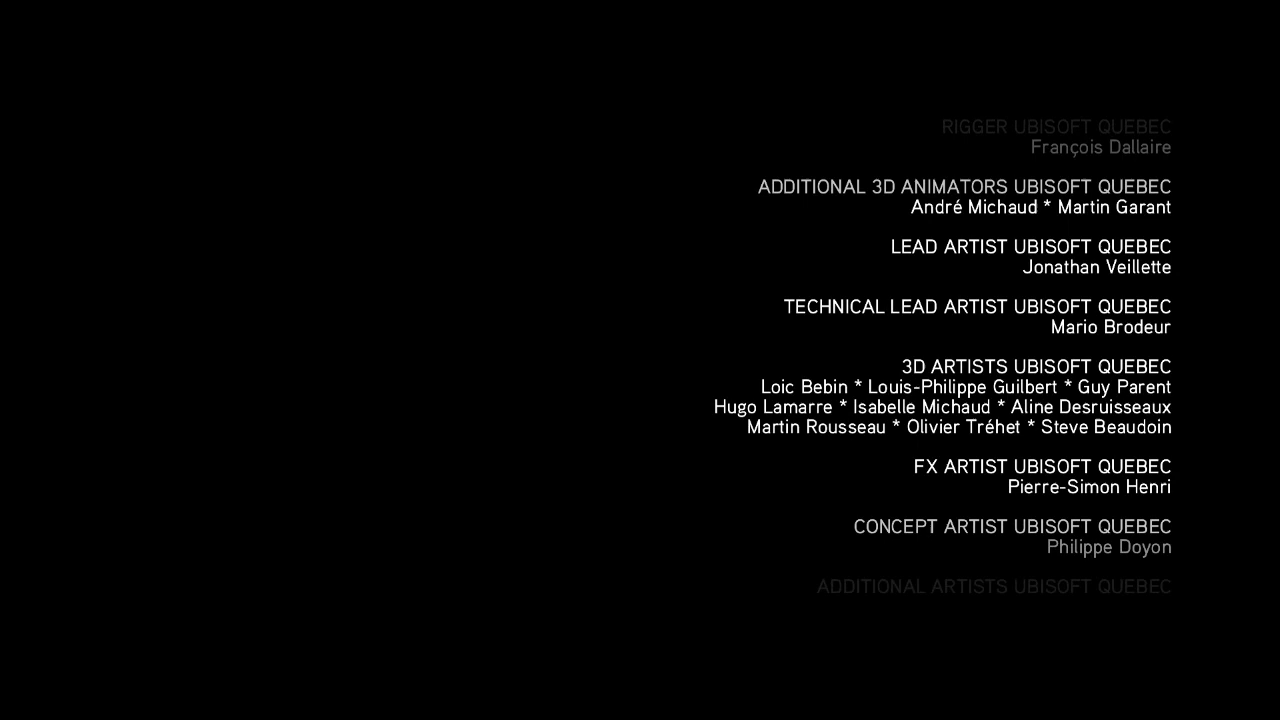 RIGGER UBISOFT QUEBEC
François Dallaire
ADDITIONAL 3D ANIMATORS UBISOFT QUEBEC
André Michaud * Martin Garant
LEAD ARTIST UBISOFT QUEBEC
Jonathan Veillette
TECHNICAL LEAD ARTIST UBISOFT QUEBEC
Mario Brodeur
3D ARTISTS UBISOFT QUEBEC
Loic Bebin * Louis-Philippe Guilbert * Guy Parent
Hugo Lamarre * Isabelle Michaud * Aline Desruisseaux
Martin Rousseau * Olivier Tréhet * Steve Beaudoin
FX ARTIST UBISOFT QUEBEC
Pierre-Simon Henri
CONCEPT ARTIST UBISOFT QUEBEC
Philippe Doyon
ADDITIONAL ARTISTS UBISOFT QUEBEC